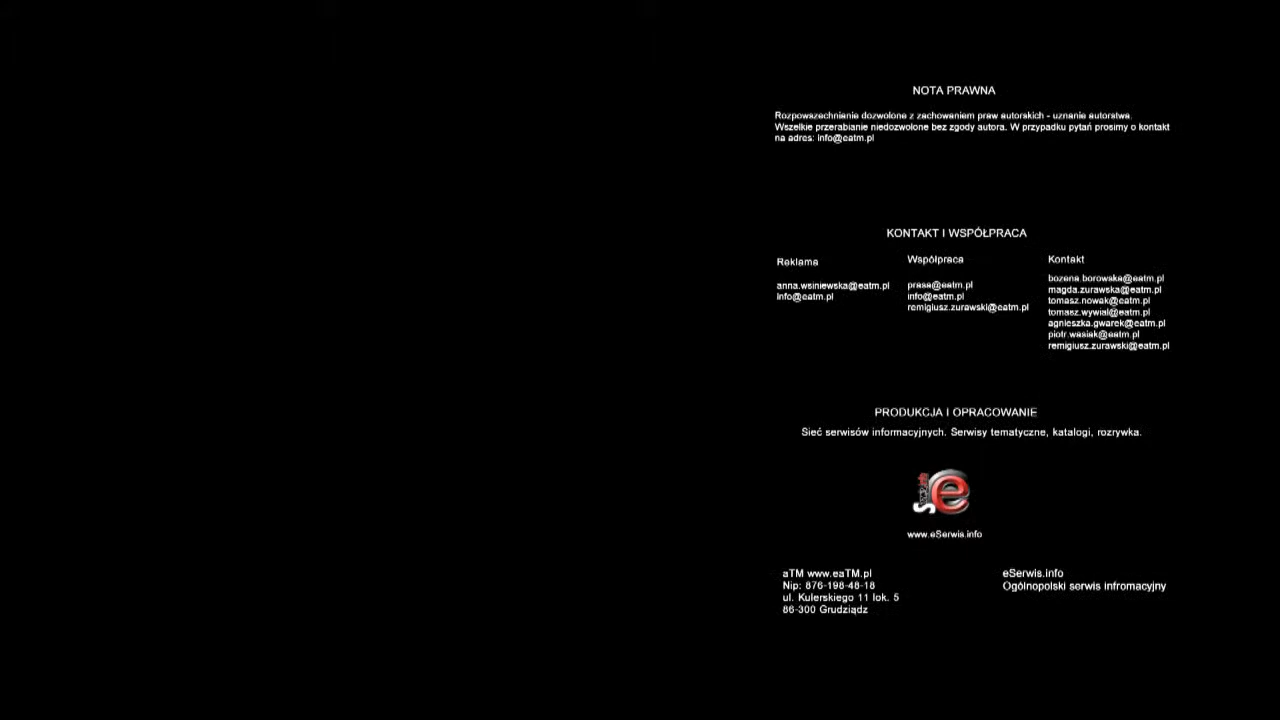 NOTA PRAWNA
Rozpowszechnianie dozwolone z zachowaniem praw autorskich - uznanie autorstwa.
Wszelkie przerabianie niedozwolone bez zgody autora. W przypadku pytań prosimy o kontakt
na adres: info@eatm.pl
KONTAKT I WSPÓŁPRACA
Reklama
anna.wsiniewska@eatm.pl
info@eatm.pl
Współpraca
prasa@eatm.pl
info@eatm.pl
remigiusz.zurawski@eatm.pl
Kontakt
bozena.borowska@eatm.pl
magda.zurawska@eatm.pl
tomasz.nowak@eatm.pl
tomasz.wywial@eatm.pl
agnieszka.gwarek@eatm.pl
piotr.wasiak@eatm.pl
remigiusz.zurawski@eatm.pl
PRODUKCJA I OPRACOWANIE
Sieć serwisów informacyjnych. Serwisy tematyczne, katalogi, rozrywka.
e
www.eSerwis.info
aTM www.eaTM.pl
Nip: 876-198-48-18
ul. Kulerskiego 11 lok. 5
86-300 Grudziądz
eSerwis.info
Ogólnopolski serwis infromacyjny